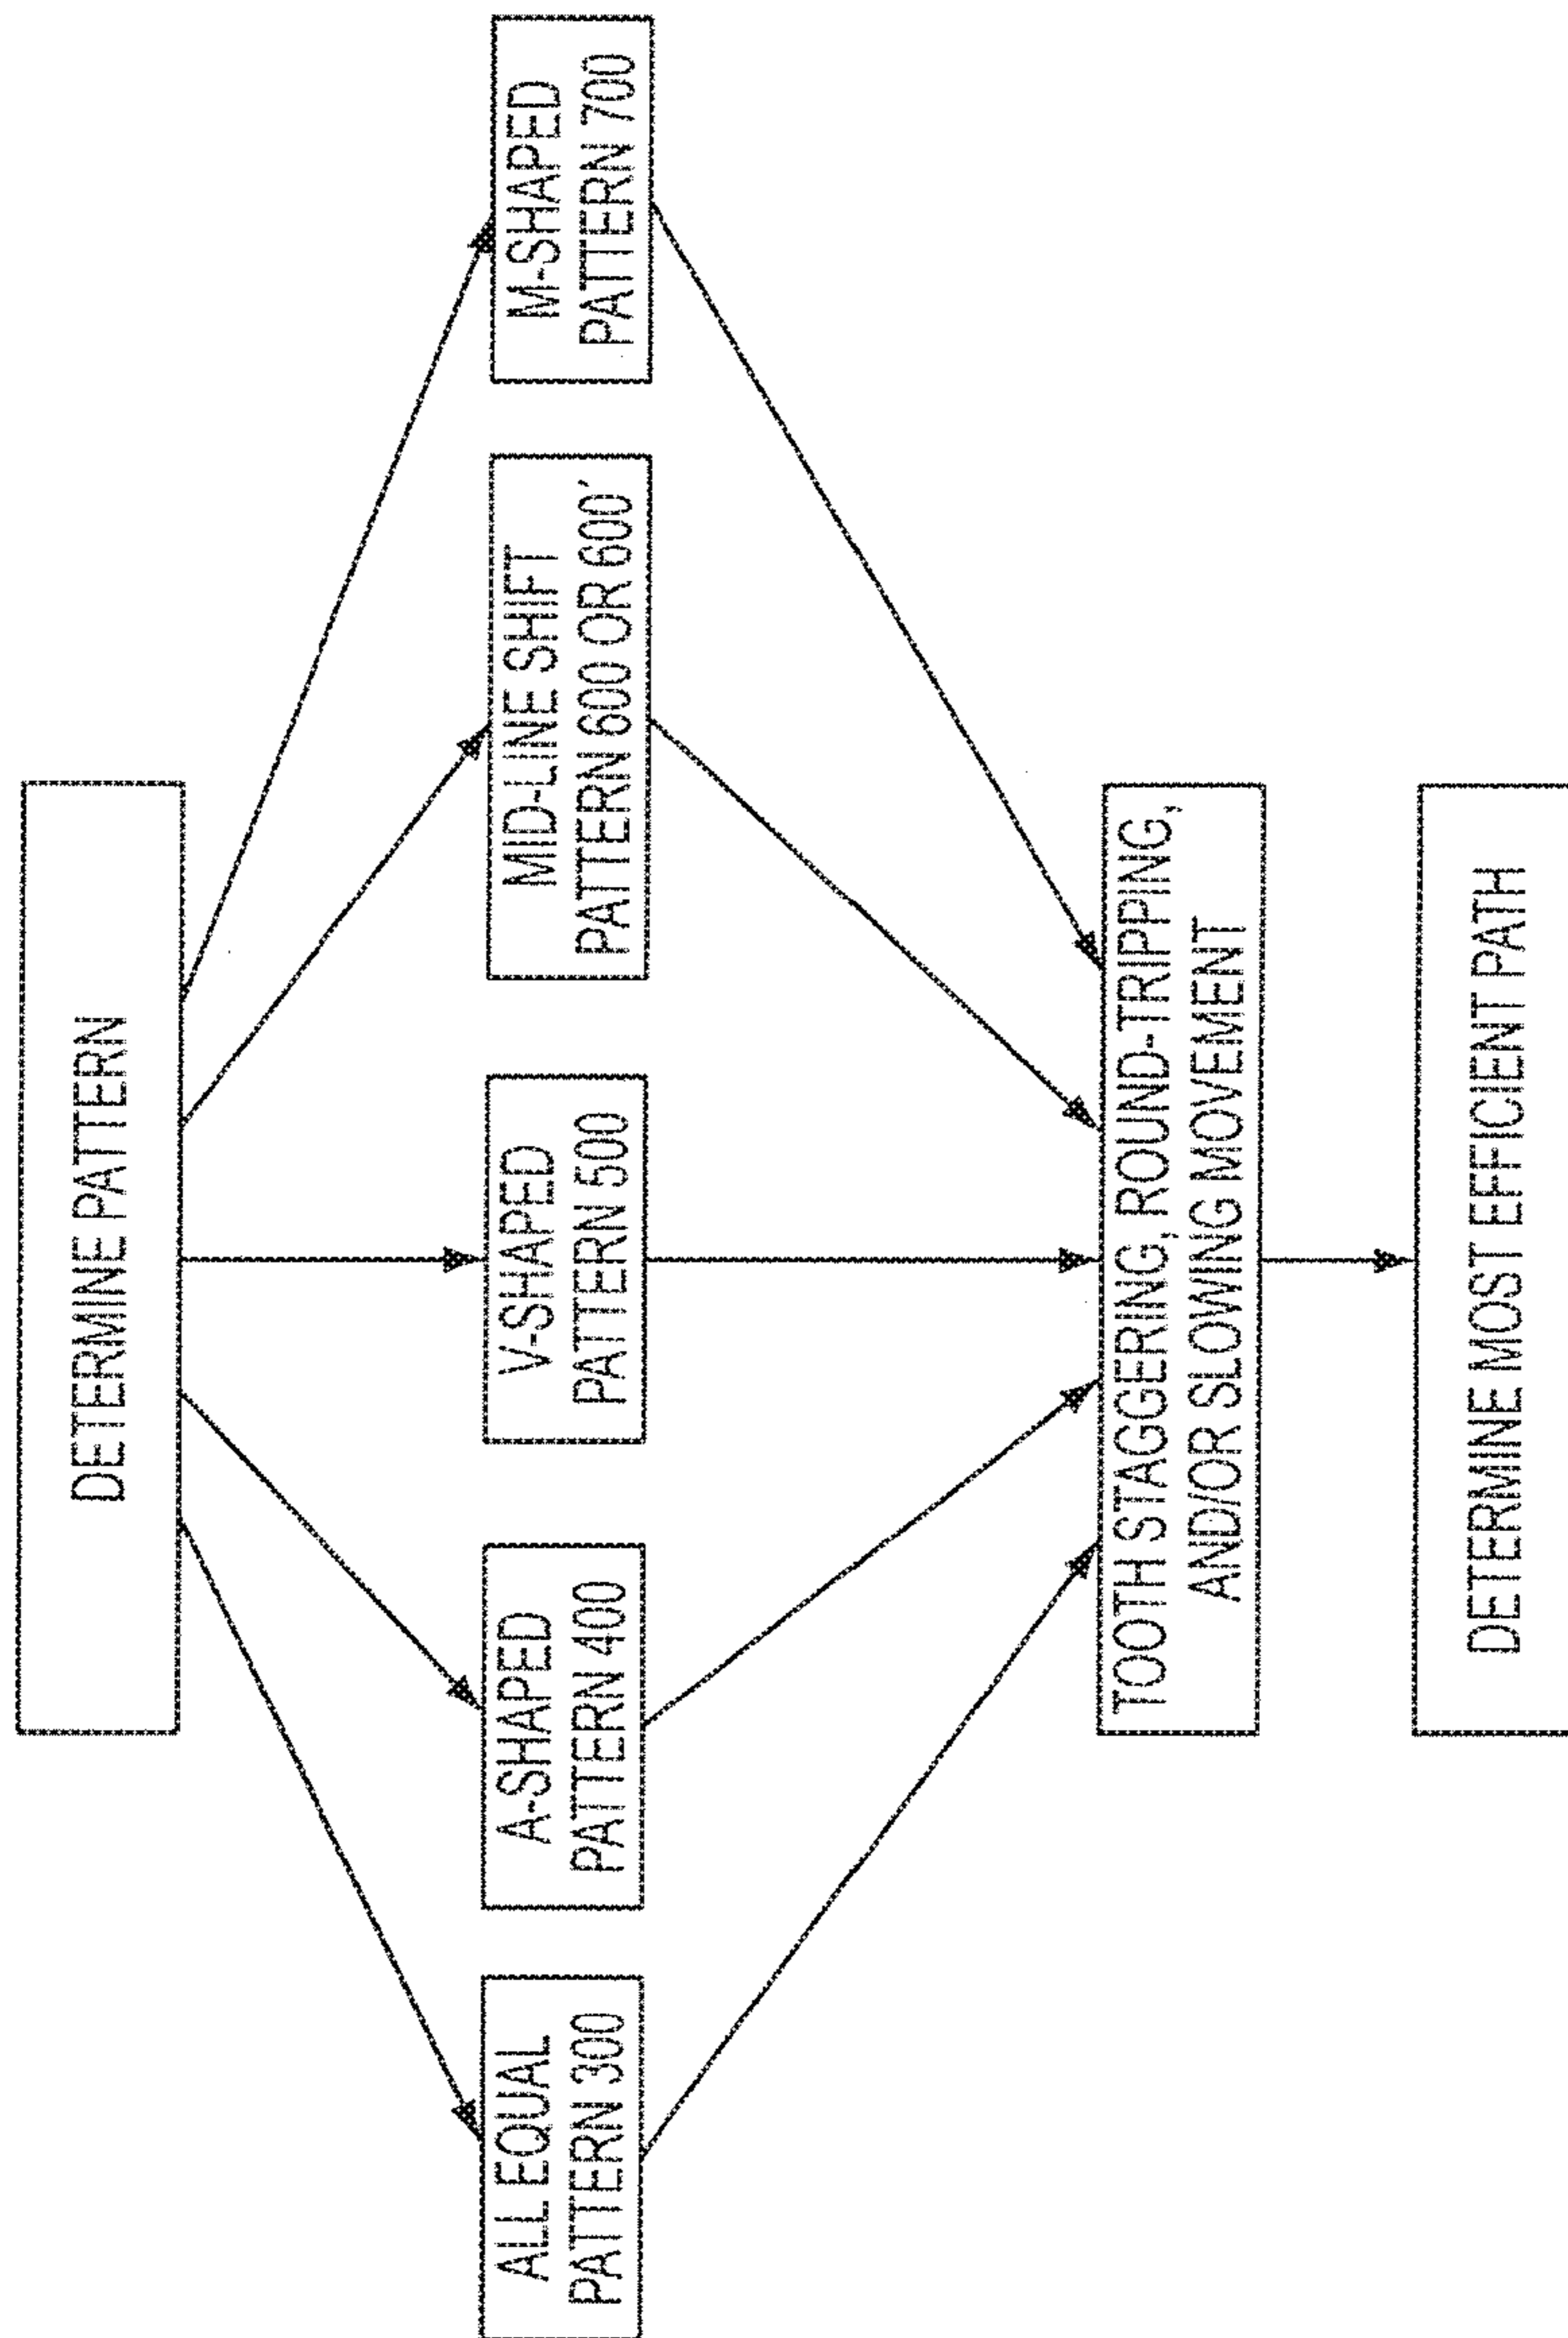 DETERMINE PATTERN
ALL EQUAL
PATTERN 300
A-SHAPED
PATTERN 400
V-SHAPED
PATTERN 500
MID-LINE SHIFT
PATTERN 600 OR 600'
M-SHAPED
PATTERN 700
TOOTH STAGGERING, ROUND-TRIPPING,
AND/OR SLOWING MOVEMENT
DETERMINE MOST EFFICIENT PATH